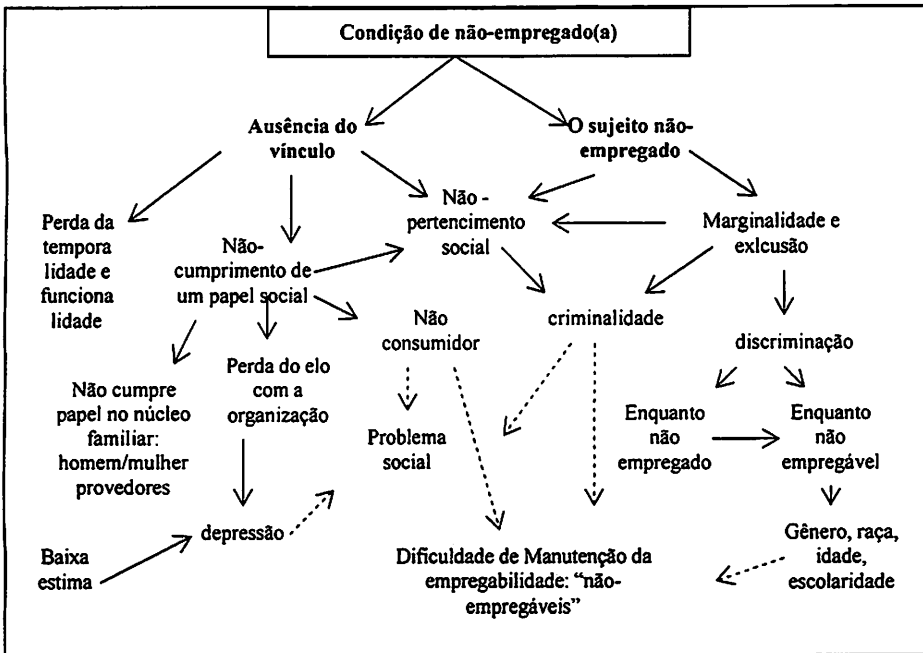 Condição de não-empregado(a)
Ausência do
vínculo
O sujeito não-
empregado
Perda da
tempora
lidade e
funciona
lidade
Não-
cumprimento de
um papel social
Não -
pertencimento
social
Marginalidade e
exlcusão
Não
consumidor
criminalidade
discriminação
Não cumpre
papel no núcleo
familiar:
homem/mulher
provedores
Perda do elo
com a
organização
Problema
social
Enquanto
não
empregado
Enquanto
não
empregável
Baixa
estima
depressão
Dificuldade de Manutenção da
empregabilidade: “não-
empregáveis”
Gênero, raça,
idade,
escolaridade